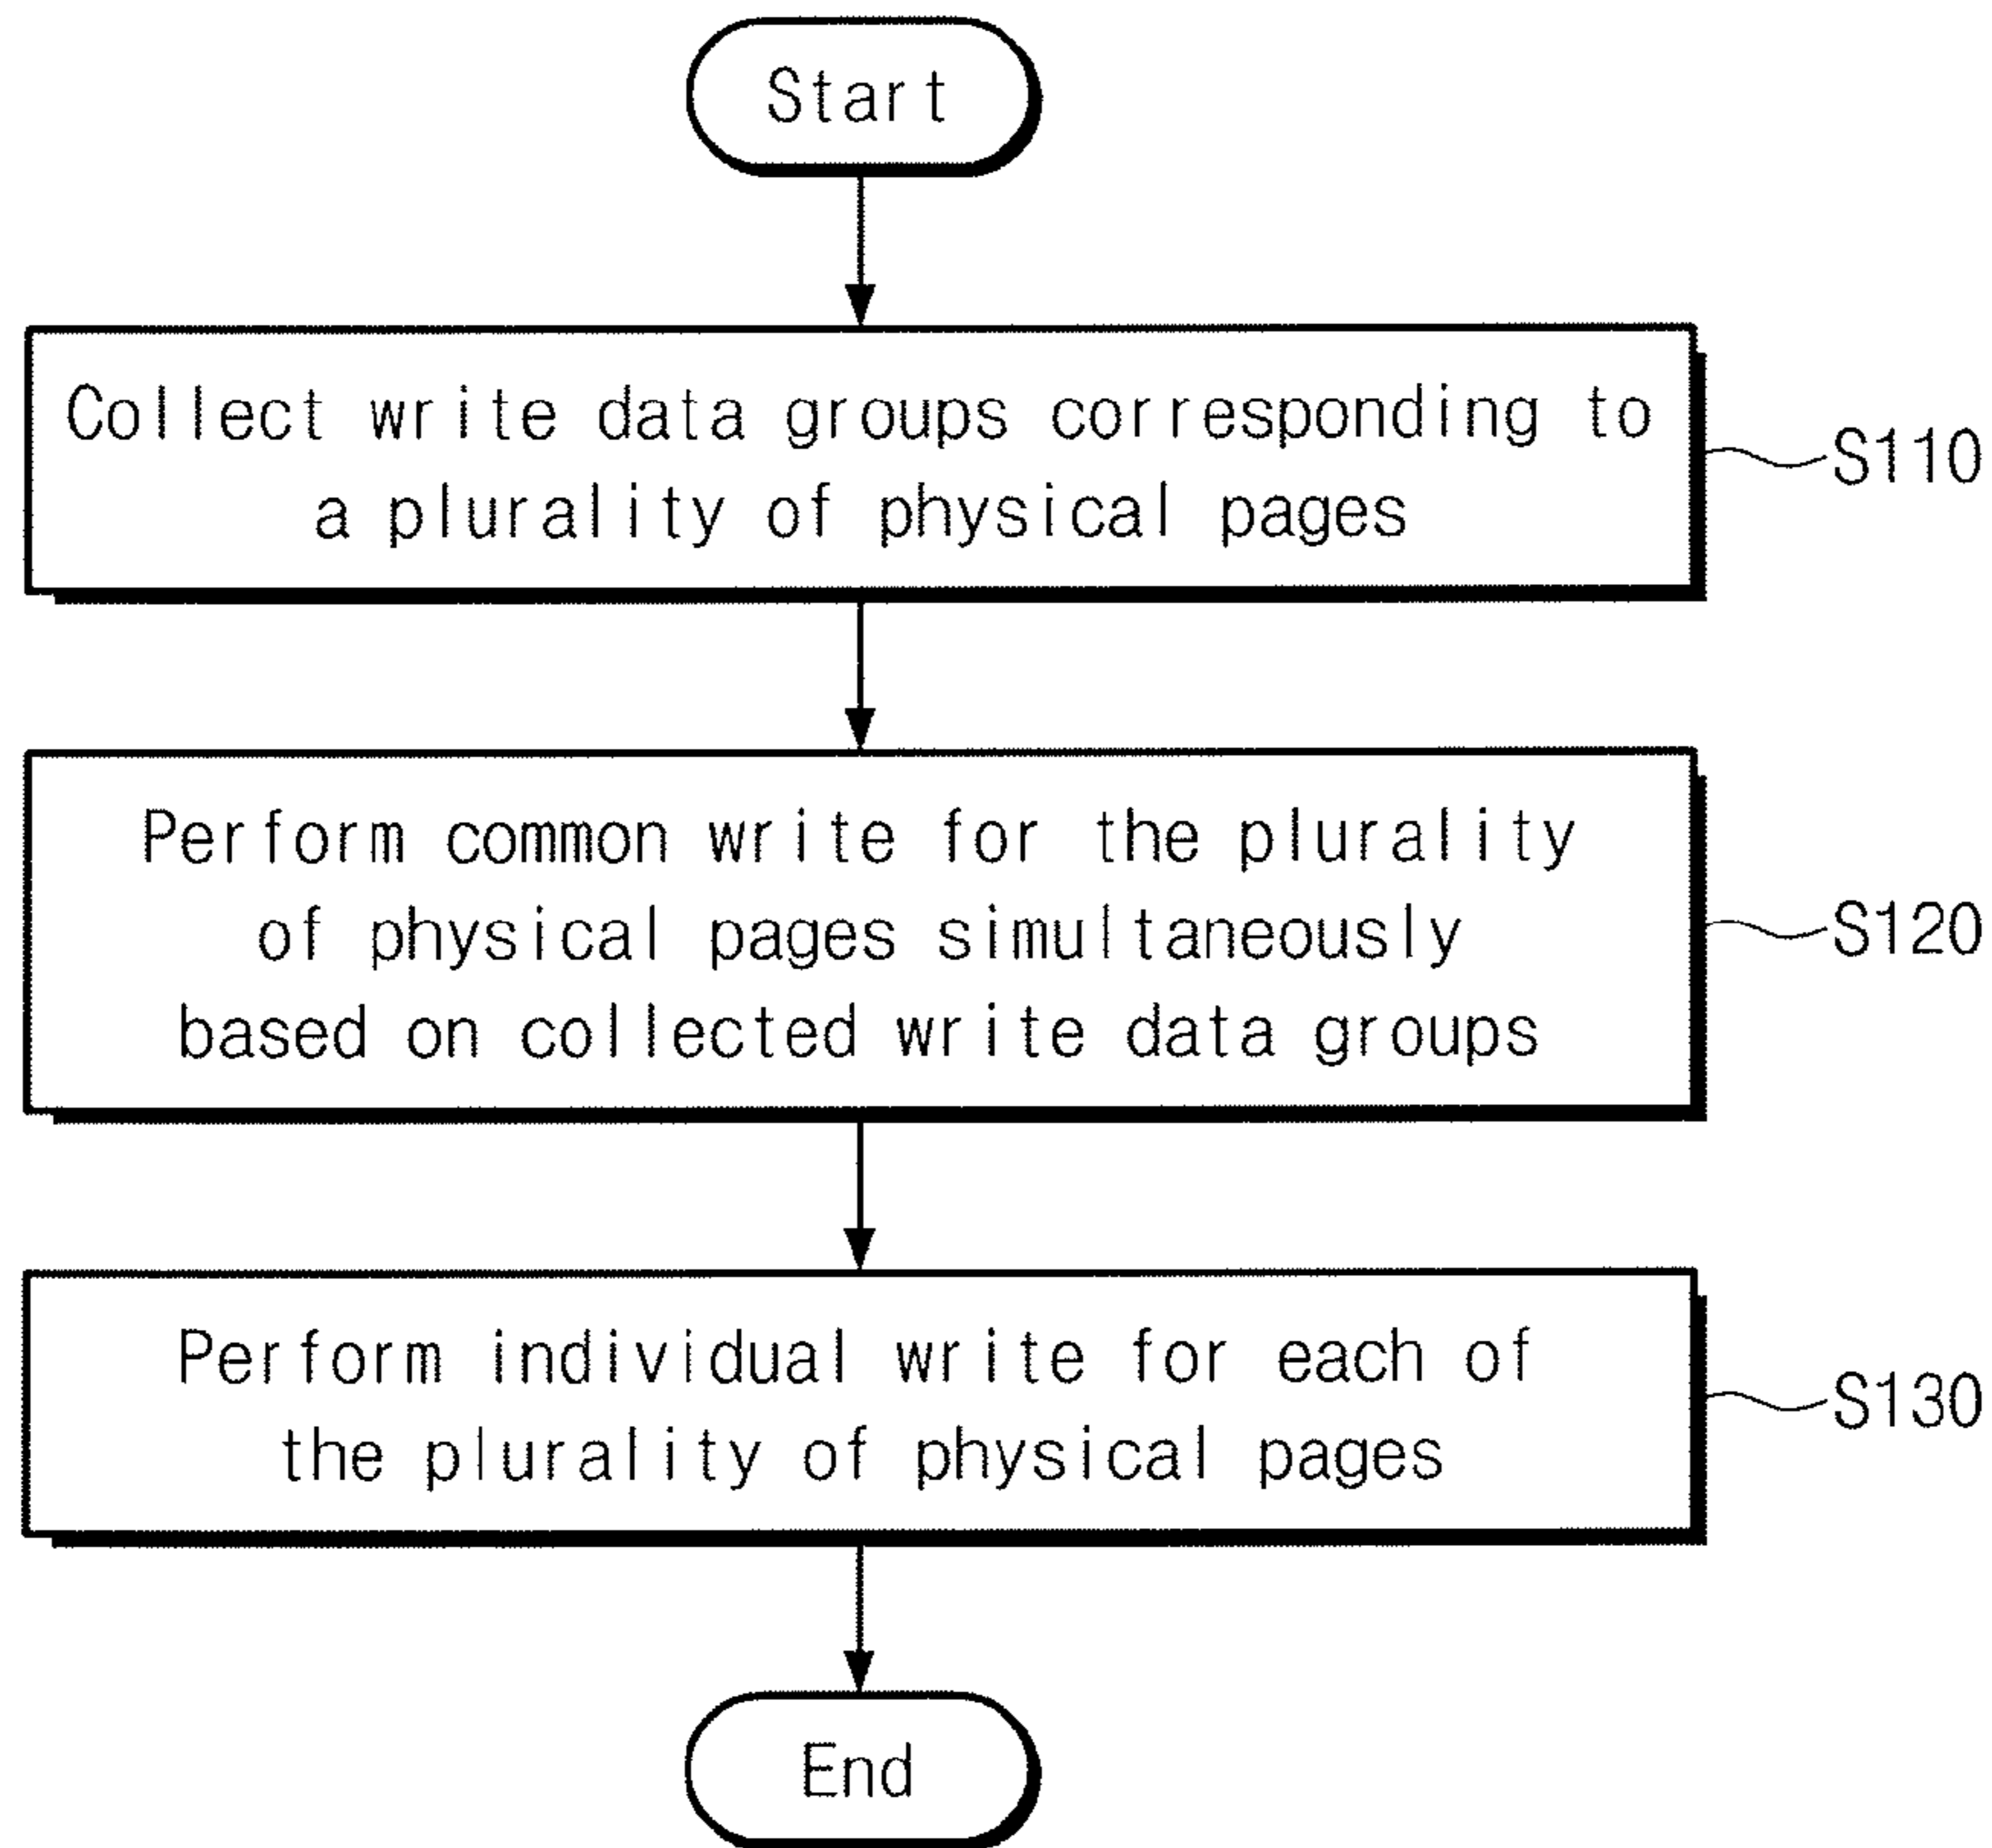 Start
Collect write data groups corresponding to
a plurality of physical pages
S110
Perform common write for the plurality
of physical pages simultaneously
based on collected write data groups
S120
Perform individual write for each of
the plurality of physical pages
S130
End